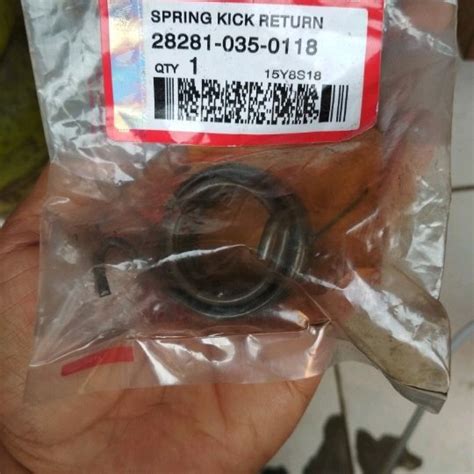 SPRING KICK RETURN
28281-035-0118
QTY 1
15Y8S18